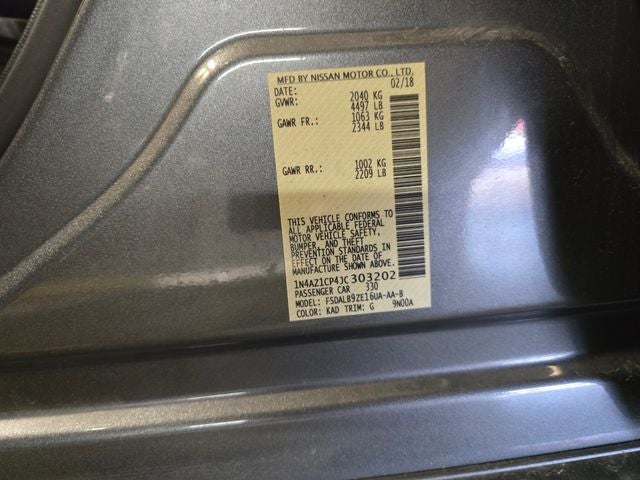 MFD BY NISSAN MOTOR CO., LTD.
DATE: 02/18
GVWR: 2040 KG
4497 LB
GAWR FR.: 1063 KG
2344 LB
GAWR RR.: 1002 KG
2209 LB
THIS VEHICLE CONFORMS TO
ALL APPLICABLE FEDERAL
MOTOR VEHICLE SAFETY,
BUMPER, AND THEFT
PREVENTION STANDARDS IN
EFFECT ON THE DATE OF
MANUFACTURE SHOWN ABOVE.
1N4AZ1CP4JC303202
PASSENGER CAR 330
MODEL: FSDALB9ZE16UA-AA-B
COLOR: KAD TRIM: G 9N00A